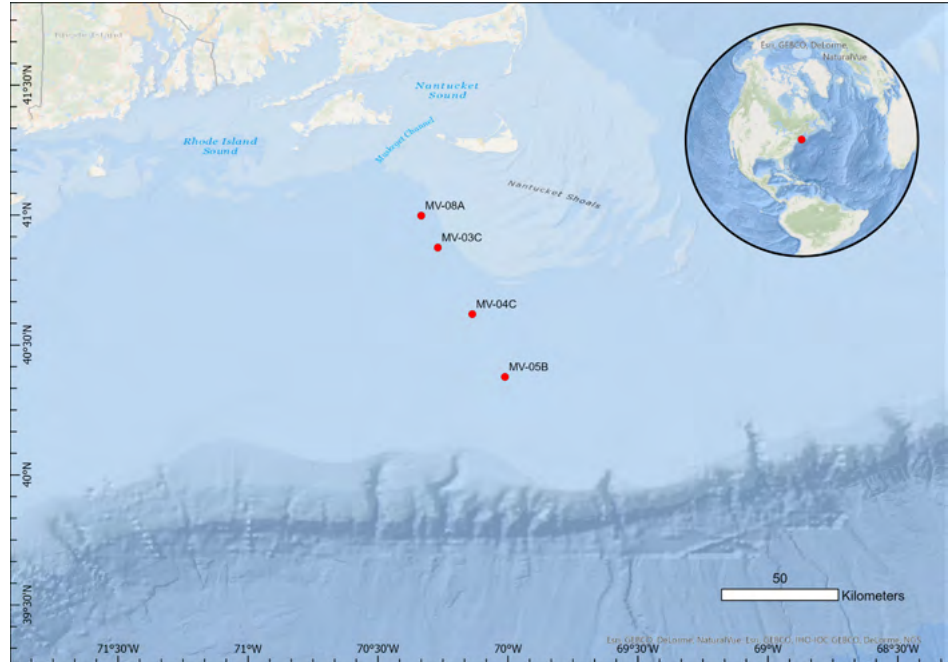 Rhode Island
Esri, GEBCO, DeLorme,
NaturalVue
41°30'N
Nantucket
Sound
Muskeget Channel
Rhode Island
Sound
Nantucket Shoals
41°N
MV-08A
MV-03C
MV-04C
40°30'N
MV-05B
40°N
50
Kilometers
39°30'N
Esri, GEBCO, DeLorme, NaturalVue Esri, GEBCO, IHO-IOC GEBCO, DeLorme, NGS
71°30'W
71°W
70°30'W
70°W
69°30'W
69°W
68°30'W